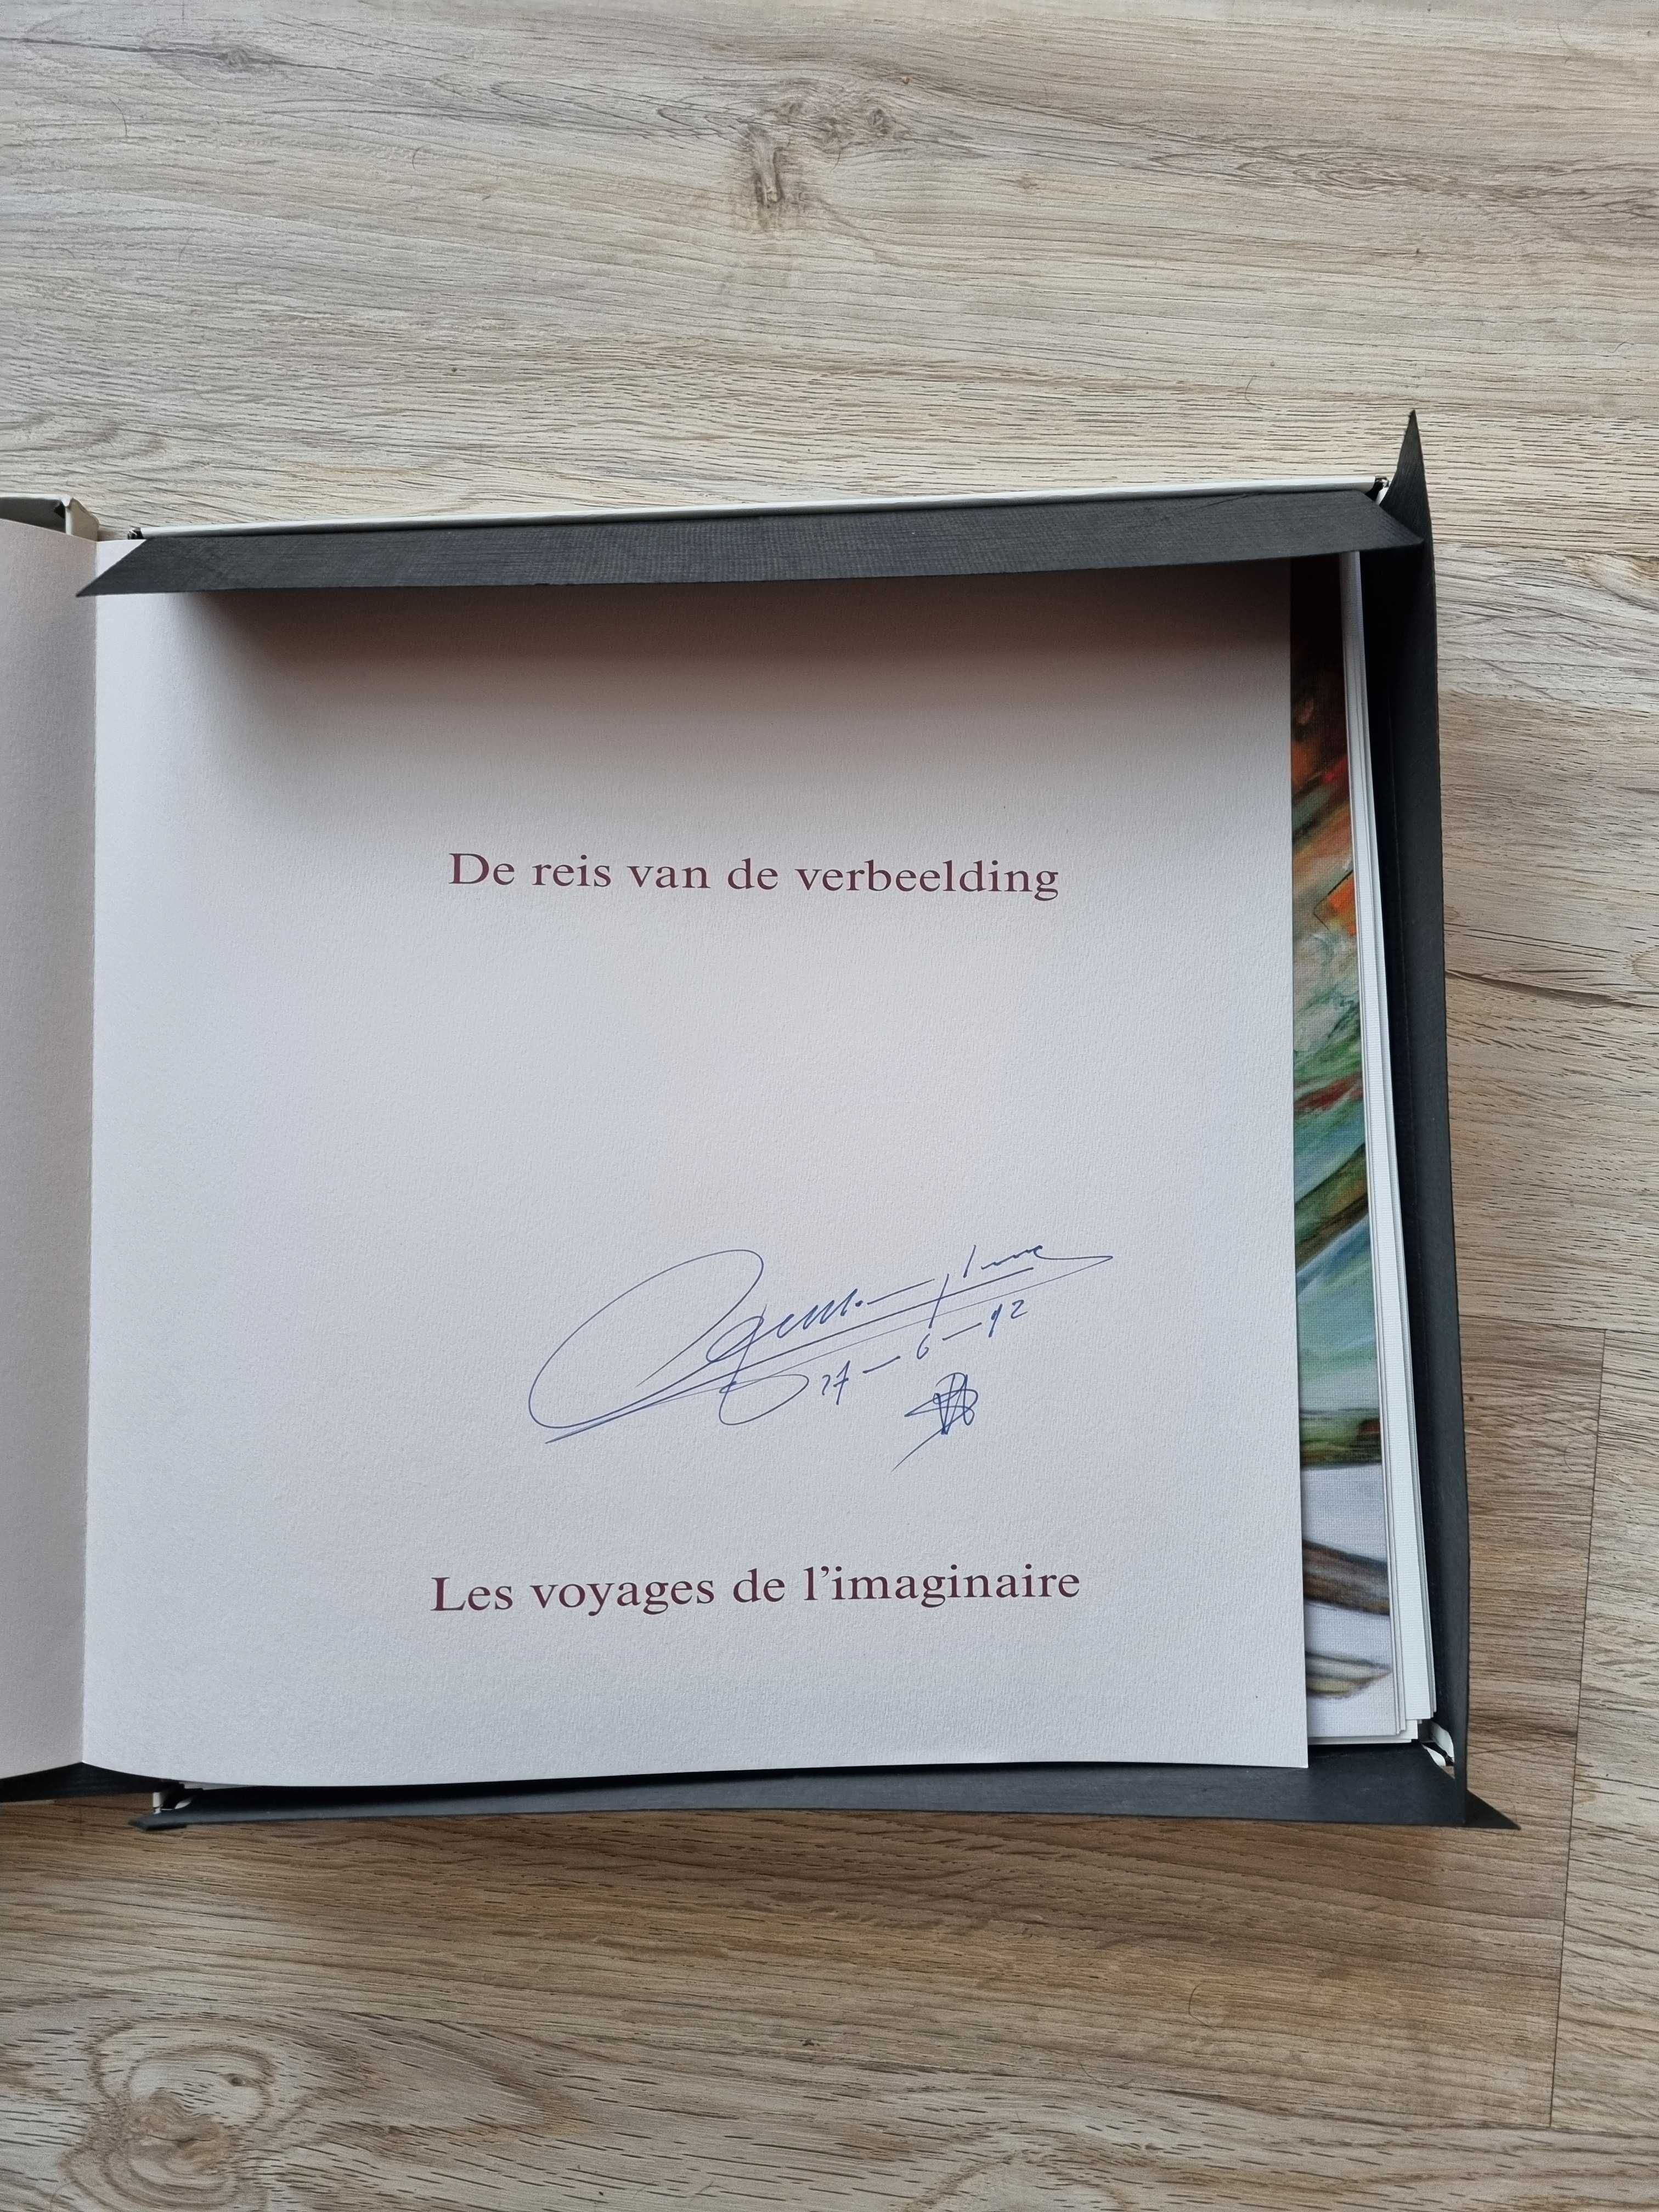 De reis van de verbeelding
27-6-92
Les voyages de l'imaginaire